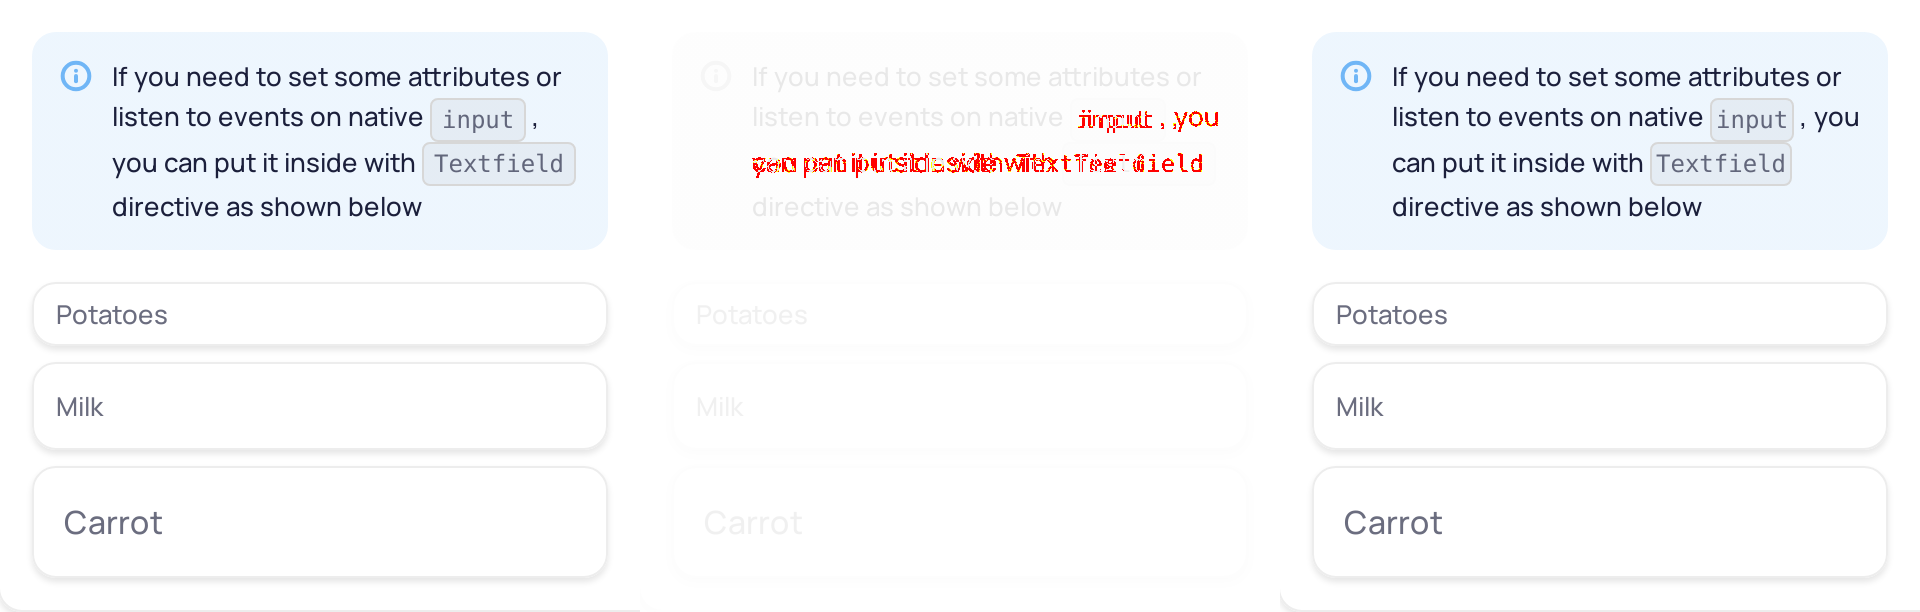 If you need to set some attributes or
listen to events on native input ,
you can put it inside with Textfield
directive as shown below
Potatoes
Milk
Carrot
If you need to set some attributes or
listen to events on native , you
directive as shown below
Potatoes
Milk
Carrot
If you need to set some attributes or
listen to events on native input , you
can put it inside with Textfield
directive as shown below
Potatoes
Milk
Carrot